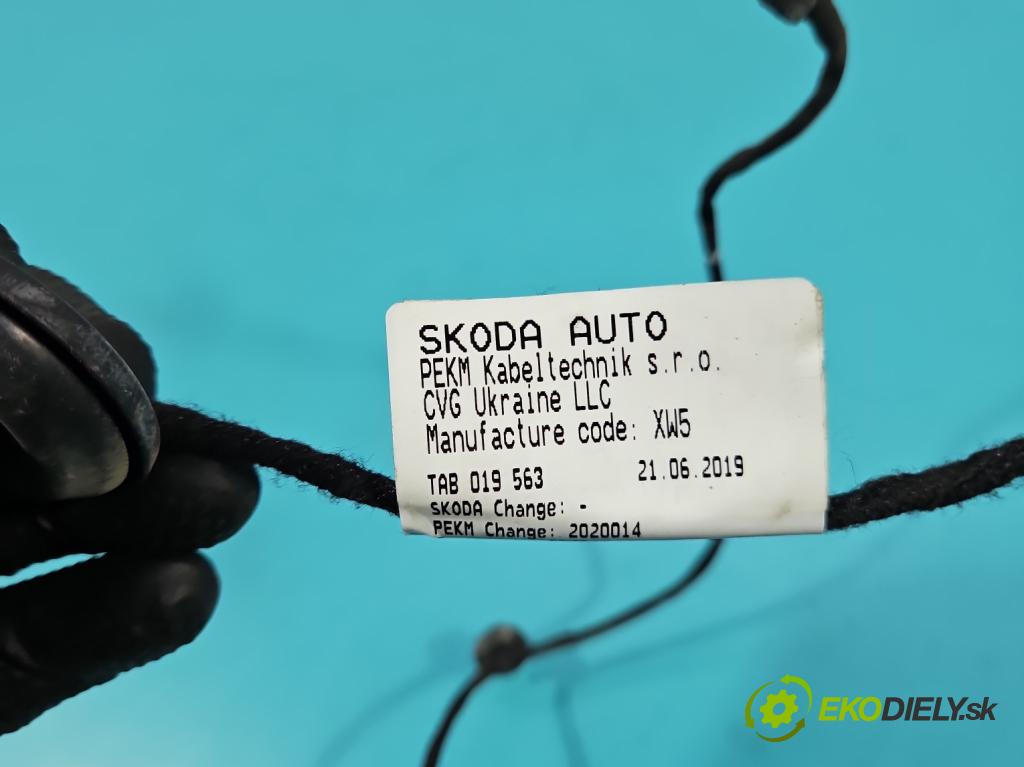 SKODA AUTO
PEKM Kabeltechnik s.r.o.
CVG Ukraine LLC
Manufacture code: XW5
TAB 019 563 21.06.2019
SKODA Change: -
PEKM Change: 2020014
EKODIELY.sk